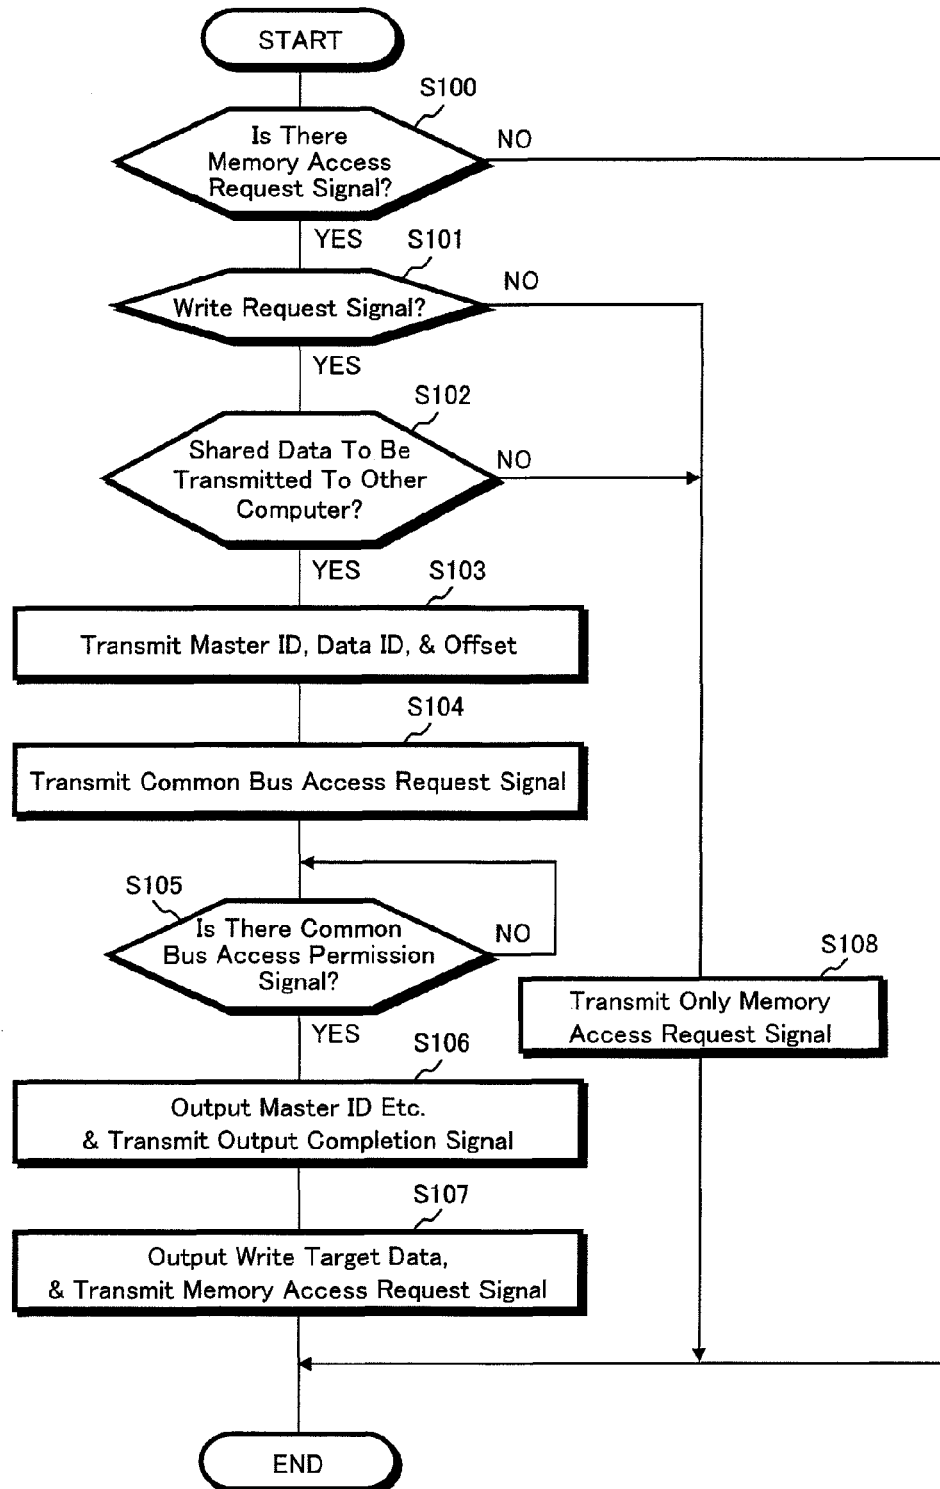 START
S100
Is There
Memory Access
Request Signal?
NO
YES
S101
Write Request Signal?
NO
YES
S102
Shared Data To Be
Transmitted To Other
Computer?
NO
YES
S103
Transmit Master ID, Data ID, & Offset
S104
Transmit Common Bus Access Request Signal
S105
Is There Common
Bus Access Permission
Signal?
NO
YES
S108
Transmit Only Memory
Access Request Signal
S106
Output Master ID Etc.
& Transmit Output Completion Signal
S107
Output Write Target Data,
& Transmit Memory Access Request Signal
END